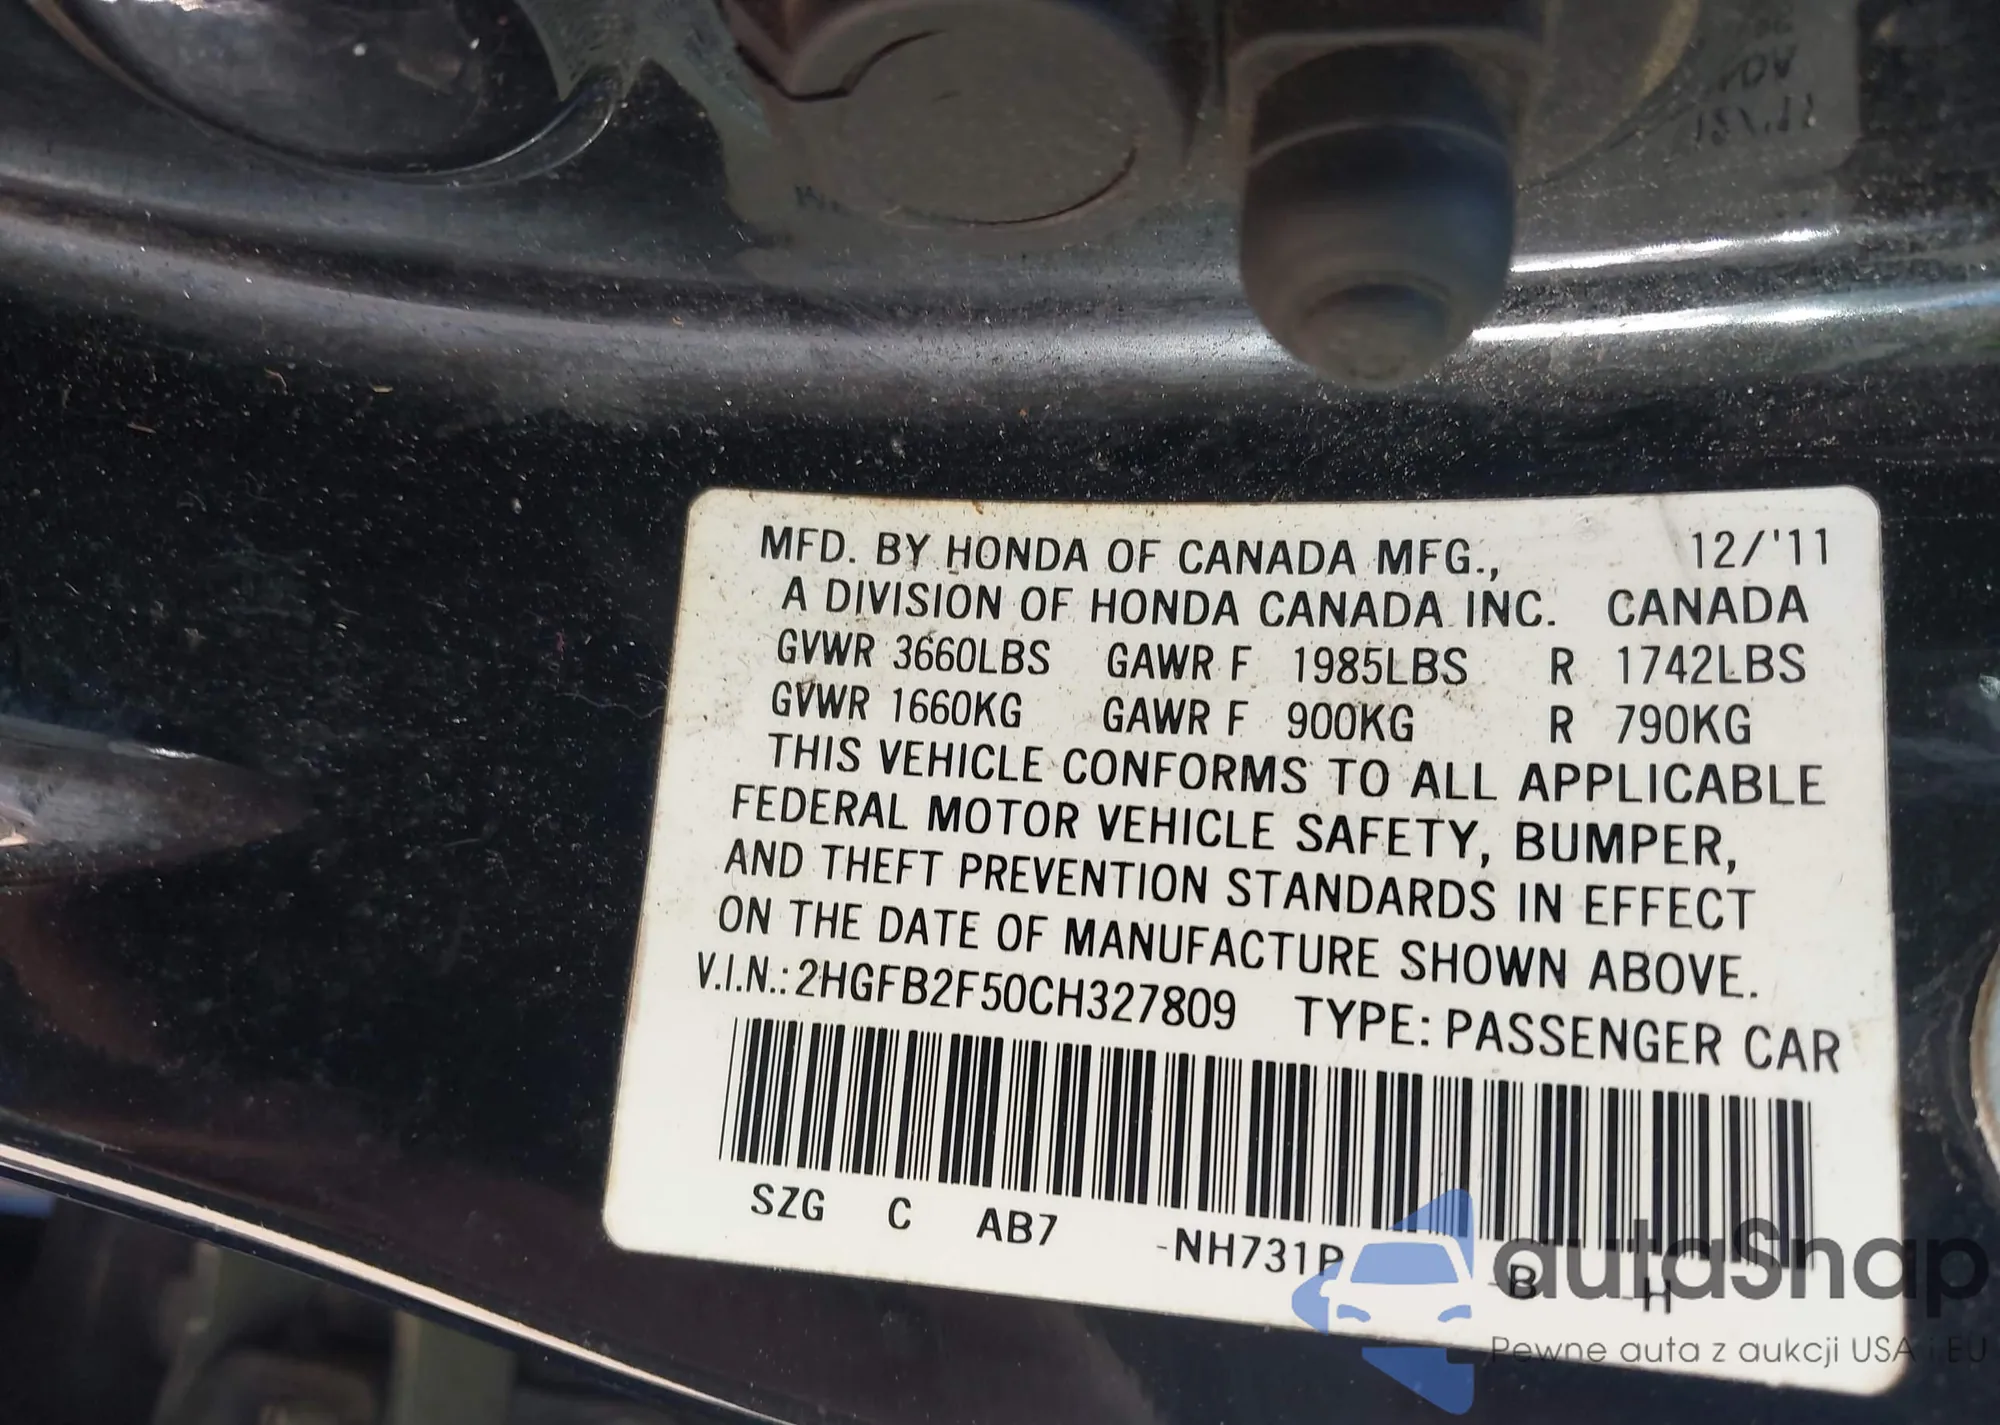 MFD. BY HONDA OF CANADA MFG., 12/'11
A DIVISION OF HONDA CANADA INC. CANADA
GVWR 3660LBS GAWR F 1985LBS R 1742LBS
GVWR 1660KG GAWR F 900KG R 790KG
THIS VEHICLE CONFORMS TO ALL APPLICABLE
FEDERAL MOTOR VEHICLE SAFETY, BUMPER,
AND THEFT PREVENTION STANDARDS IN EFFECT
ON THE DATE OF MANUFACTURE SHOWN ABOVE.
V.I.N.: 2HGFB2F50CH327809 TYPE: PASSENGER CAR
SZG C AB7 -NH731P -B -H
autoSnap
Pewne auta z aukcji USA i EU